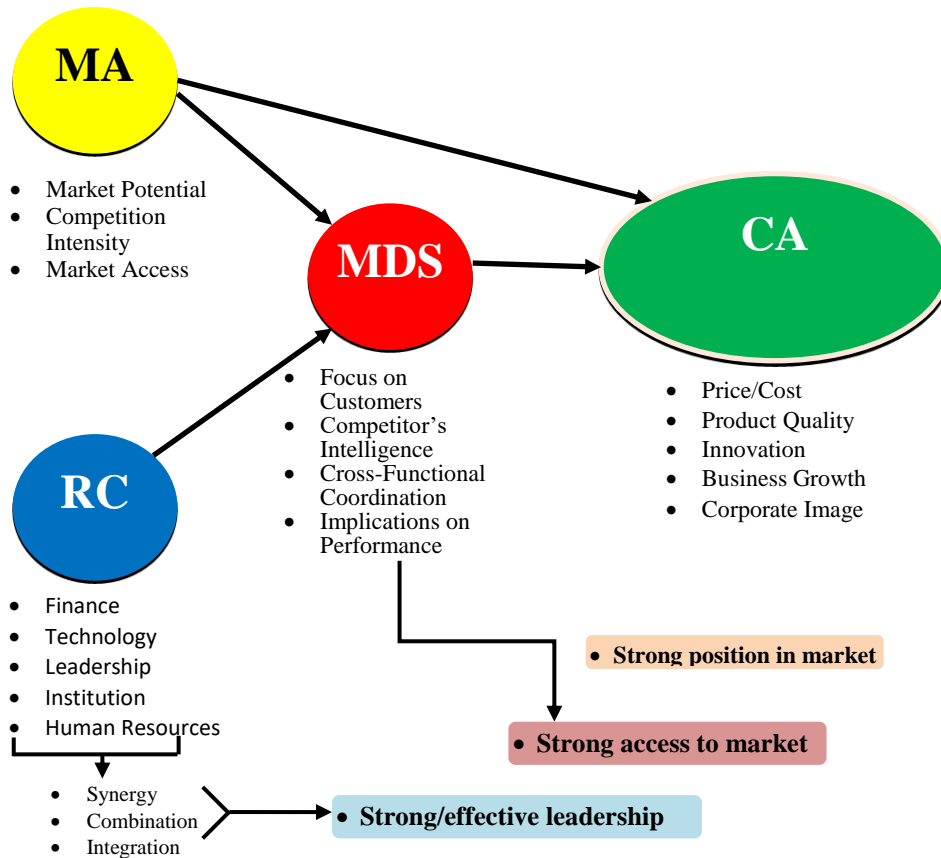 MA
• Market Potential
• Competition
Intensity
• Market Access
MDS
• Focus on
Customers
• Competitor’s
Intelligence
• Cross-Functional
Coordination
• Implications on
Performance
CA
• Price/Cost
• Product Quality
• Innovation
• Business Growth
• Corporate Image
RC
• Finance
• Technology
• Leadership
• Institution
• Human Resources
• Synergy
• Combination
• Integration
• Strong position in market
• Strong access to market
• Strong/effective leadership